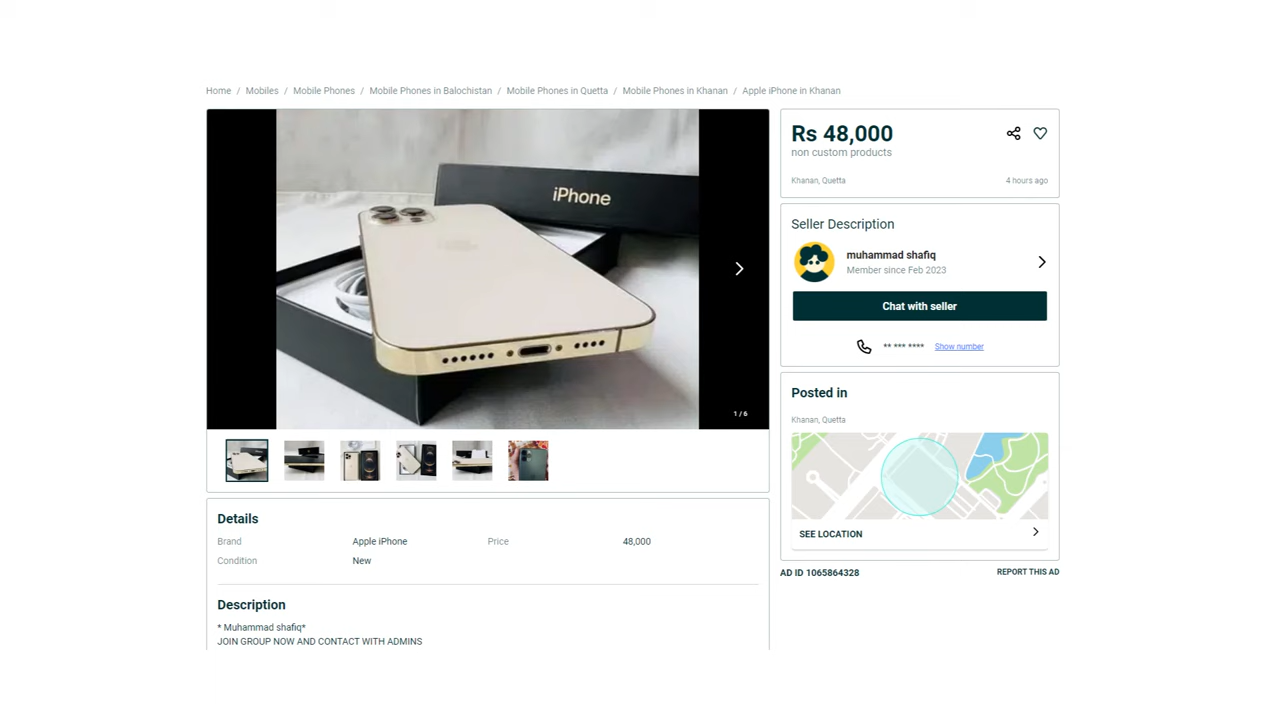 Home / Mobiles / Mobile Phones / Mobile Phones in Balochistan / Mobile Phones in Quetta / Mobile Phones in Khanan / Apple iPhone in Khanan
iPhone
1 / 6
Rs 48,000
non custom products
Khanan, Quetta 4 hours ago
Seller Description
muhammad shafiq
Member since Feb 2023
Chat with seller
** *** **** Show number
Posted in
Khanan, Quetta
SEE LOCATION
AD ID 1065864328 REPORT THIS AD
Details
Brand Apple iPhone Price 48,000
Condition New
Description
* Muhammad shafiq*
JOIN GROUP NOW AND CONTACT WITH ADMINS